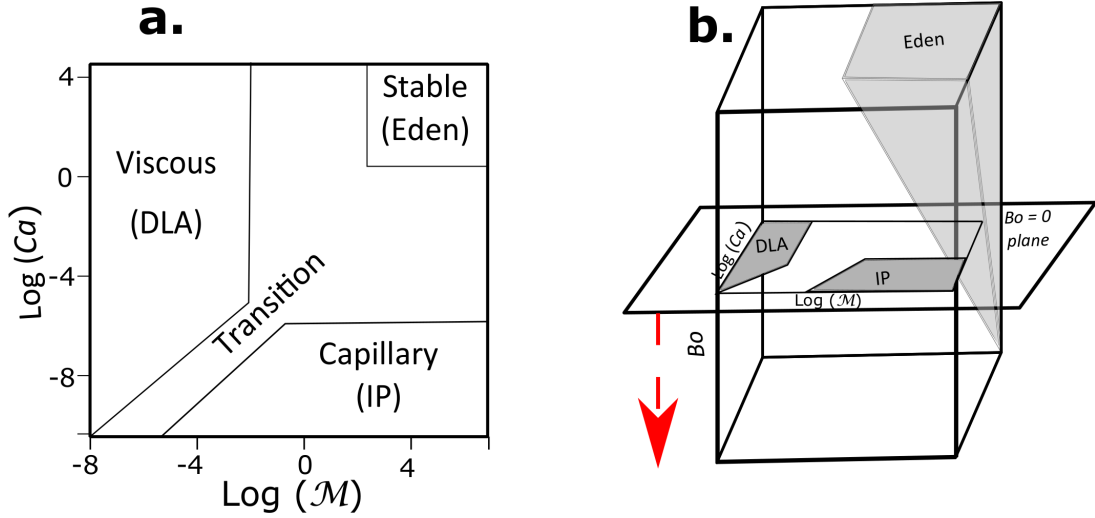 a.
4
0
-4
-8
Log (Ca)
Viscous
(DLA)
Stable
(Eden)
Transition
Capillary
(IP)
-8
-4
0
4
Log (ℳ)
b.
Eden
Bo = 0
plane
Log (Ca)
DLA
IP
Log (ℳ)
Bo